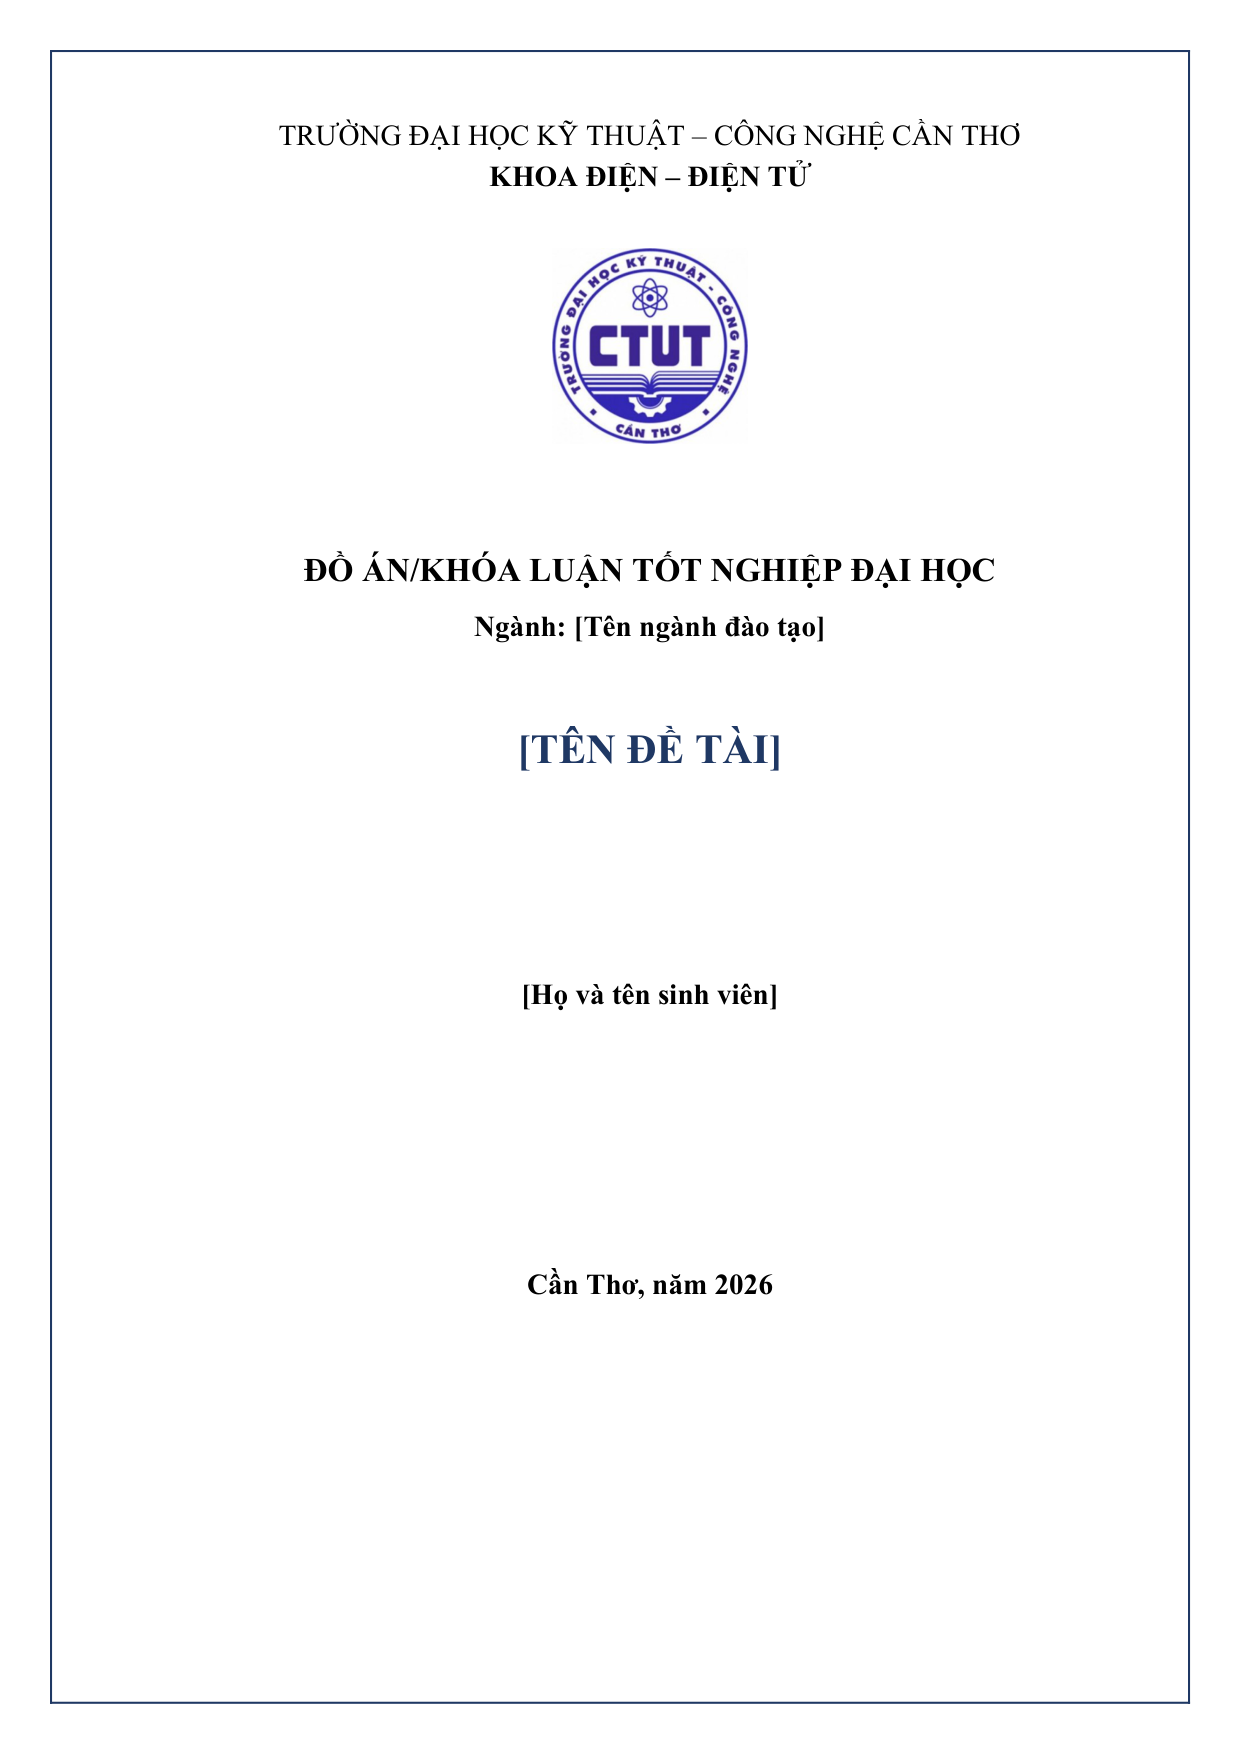 TRƯỜNG ĐẠI HỌC KỸ THUẬT – CÔNG NGHỆ CẦN THƠ
KHOA ĐIỆN – ĐIỆN TỬ
TRƯỜNG ĐẠI HỌC KỸ THUẬT - CÔNG NGHỆ
CTUT
CẦN THƠ
ĐỒ ÁN/KHÓA LUẬN TỐT NGHIỆP ĐẠI HỌC
Ngành: [Tên ngành đào tạo]
[TÊN ĐỀ TÀI]
[Họ và tên sinh viên]
Cần Thơ, năm 2026